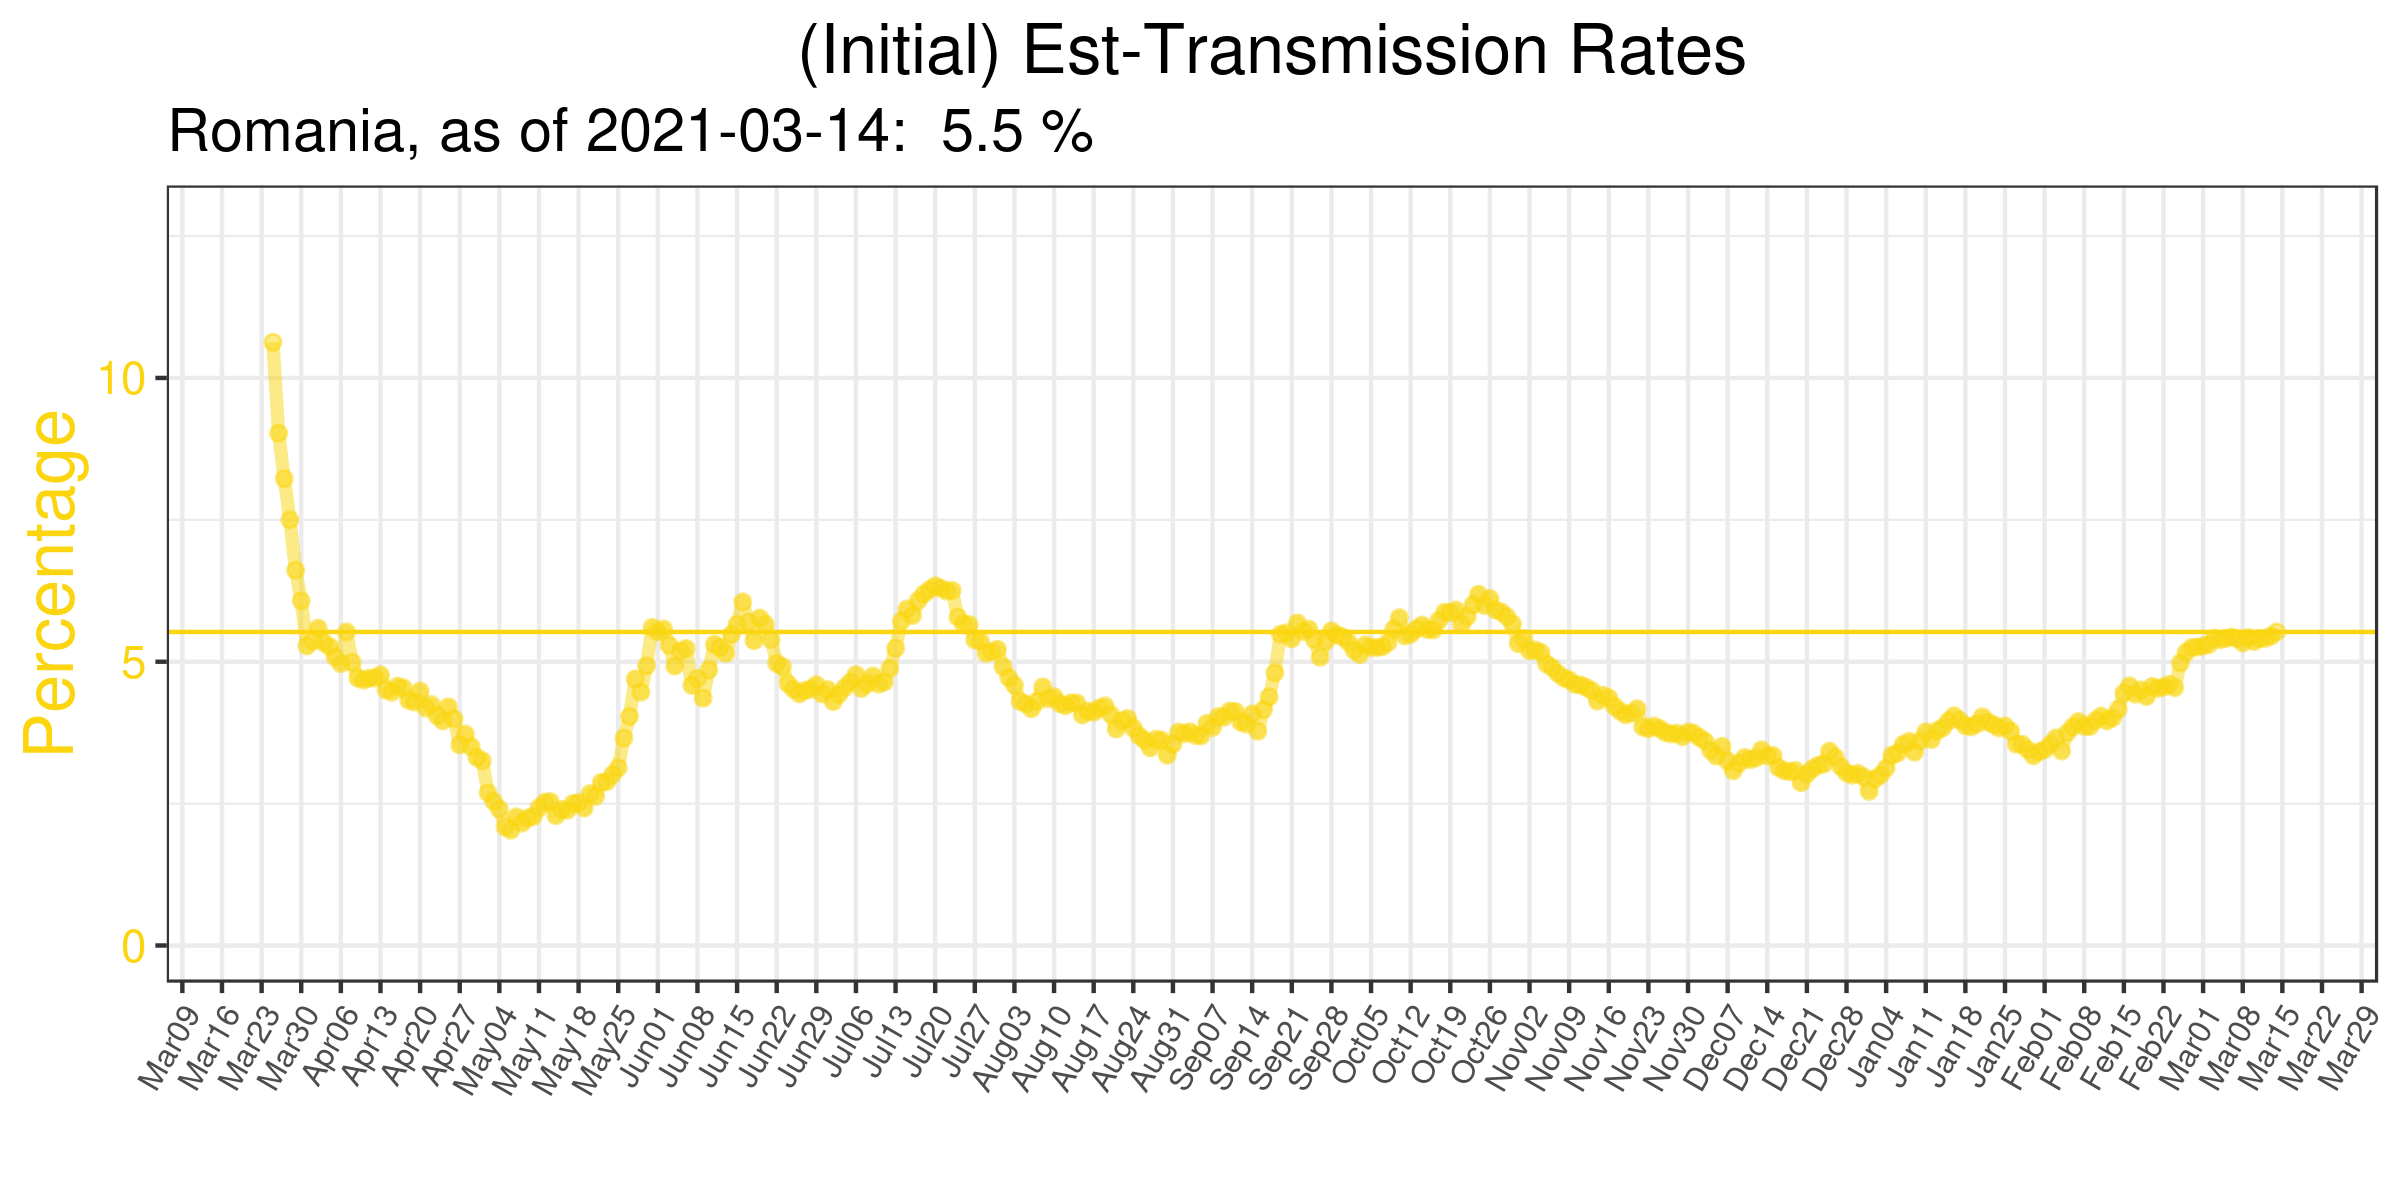 (Initial) Est-Transmission Rates
Romania, as of 2021-03-14:  5.5 %
Percentage
10
5
0
Mar09
Mar16
Mar23
Mar30
Apr06
Apr13
Apr20
Apr27
May04
May11
May18
May25
Jun01
Jun08
Jun15
Jun22
Jun29
Jul06
Jul13
Jul20
Jul27
Aug03
Aug10
Aug17
Aug24
Aug31
Sep07
Sep14
Sep21
Sep28
Oct05
Oct12
Oct19
Oct26
Nov02
Nov09
Nov16
Nov23
Nov30
Dec07
Dec14
Dec21
Dec28
Jan04
Jan11
Jan18
Jan25
Feb01
Feb08
Feb15
Feb22
Mar01
Mar08
Mar15
Mar22
Mar29